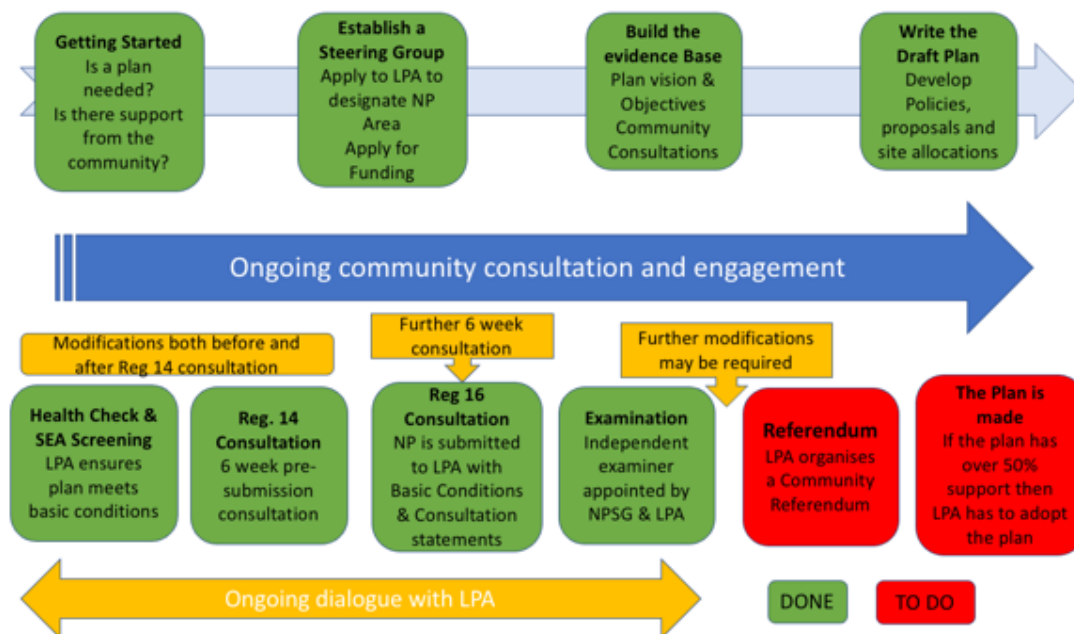 Getting Started
Is a plan
needed?
Is there support
from the
community?
Establish a
Steering Group
Apply to LPA to
designate NP
Area
Apply for
Funding
Build the
evidence Base
Plan vision &
Objectives
Community
Consultations
Write the
Draft Plan
Develop
Policies,
proposals and
site allocations
Ongoing community consultation and engagement
Modifications both before and
after Reg 14 consultation
Further 6 week
consultation
Further modifications
may be required
Health Check &
SEA Screening
LPA ensures
plan meets
basic conditions
Reg. 14
Consultation
6 week pre-
submission
consultation
Reg 16
Consultation
NP is submitted
to LPA with
Basic Conditions
& Consultation
statements
Examination
Independent
examiner
appointed by
NPSG & LPA
Referendum
LPA organises
a Community
Referendum
The Plan is
made
If the plan has
over 50%
support then
LPA has to adopt
the plan
Ongoing dialogue with LPA
DONE
TO DO